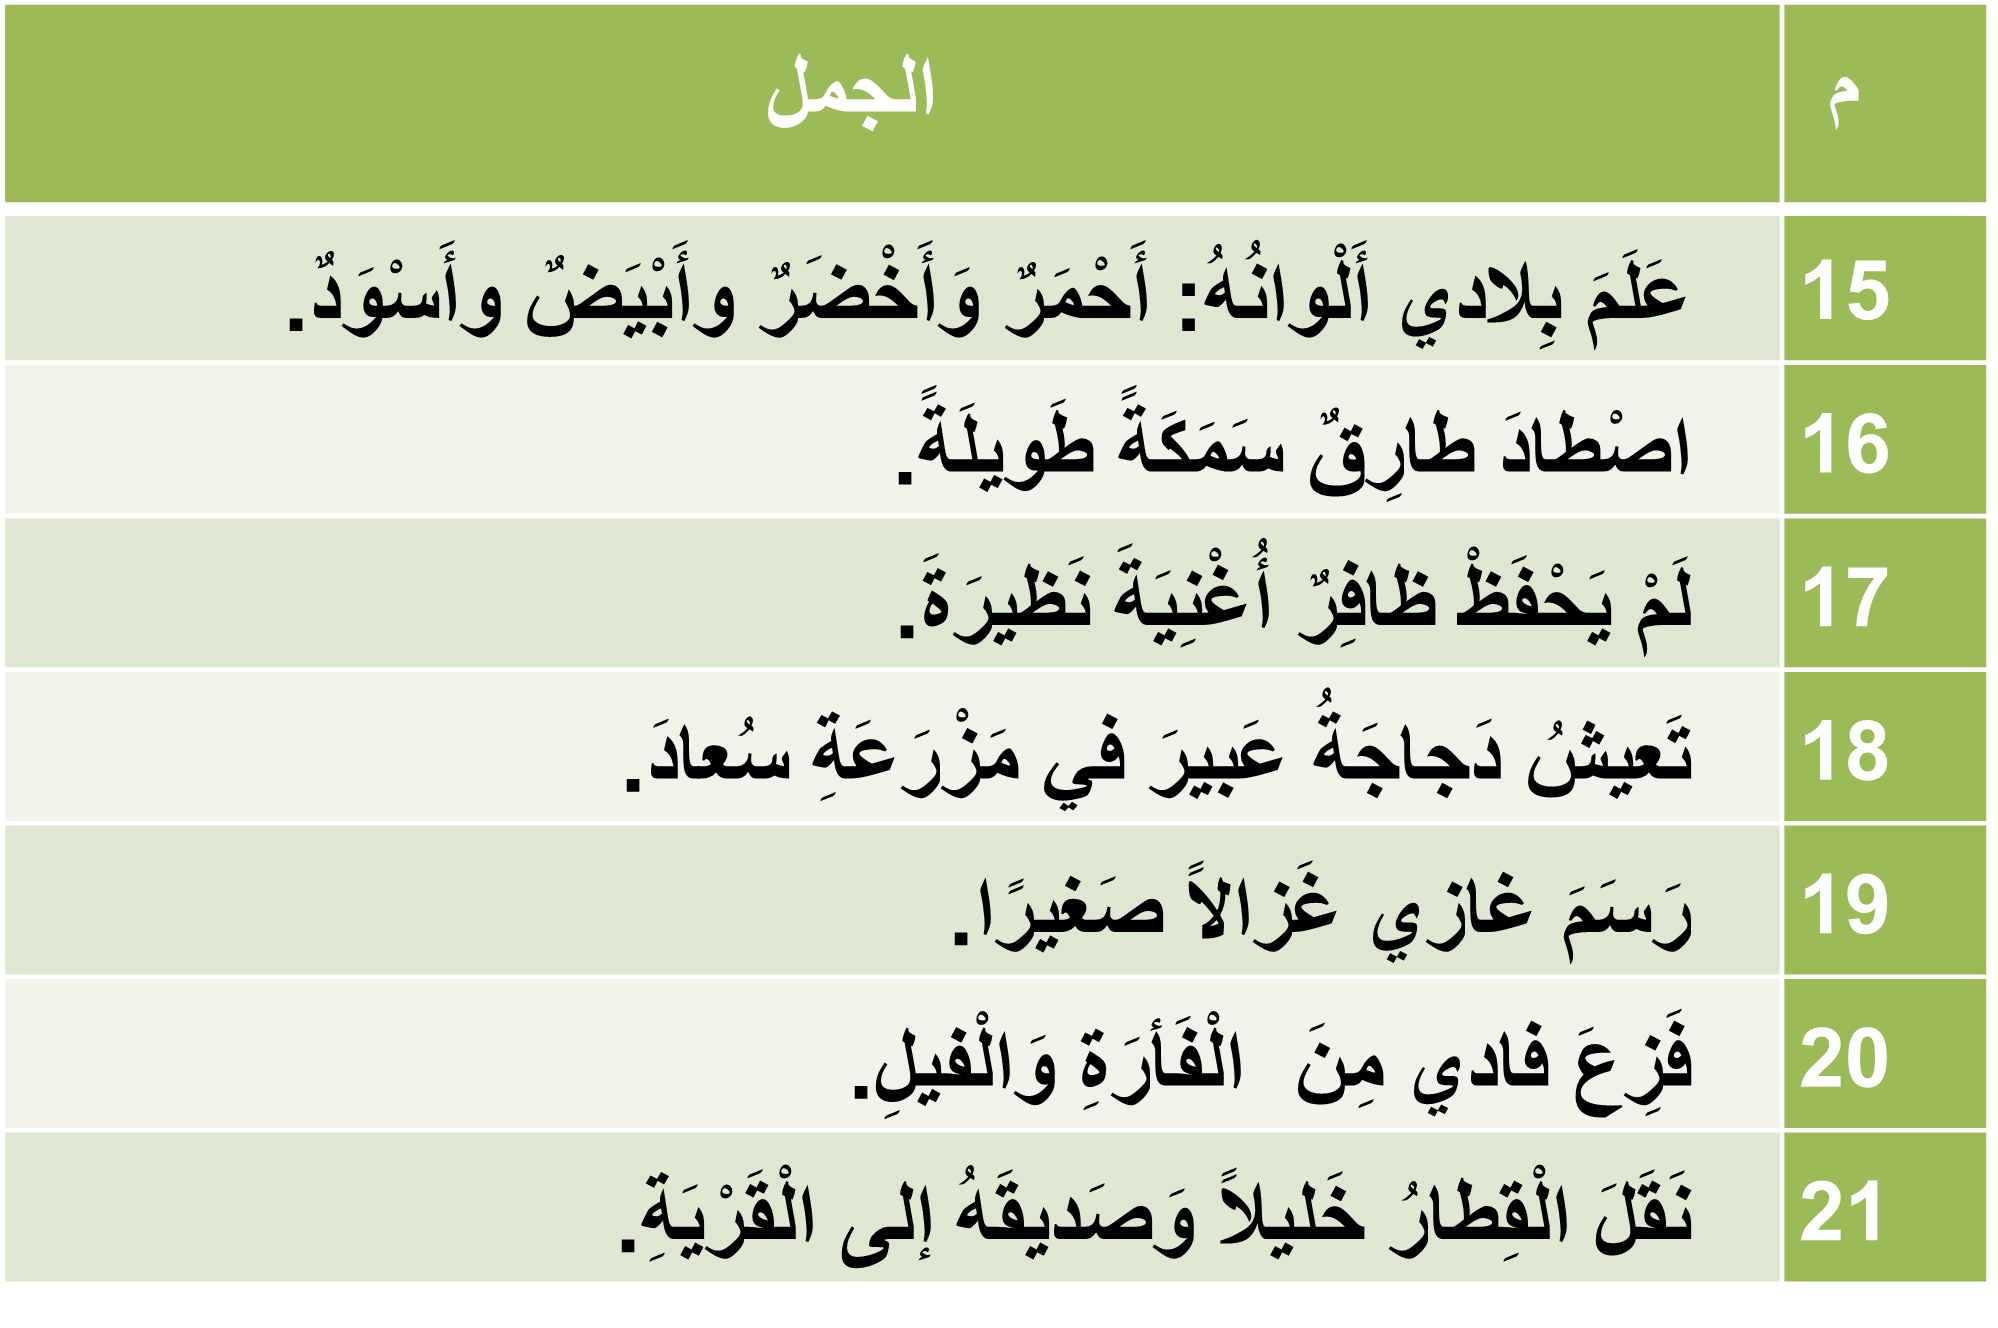 م الجمل
15 عَلَمَ بِلادي أَلْوانُهُ: أَحْمَرٌ وَأَخْضَرٌ وأَبْيَضٌ وأَسْوَدٌ.
16 اصْطادَ طارِقٌ سَمَكَةً طَويلَةً.
17 لَمْ يَحْفَظْ ظافِرٌ أُغْنِيَةَ نَظيرَةَ.
18 تَعيشُ دَجاجَةُ عَبيرَ في مَزْرَعَةِ سُعادَ.
19 رَسَمَ غازي غَزالاً صَغيرًا.
20 فَزِعَ فادي مِنَ الْفَأرَةِ وَالْفيلِ.
21 نَقَلَ الْقِطارُ خَليلاً وَصَديقَهُ إلى الْقَرْيَةِ.